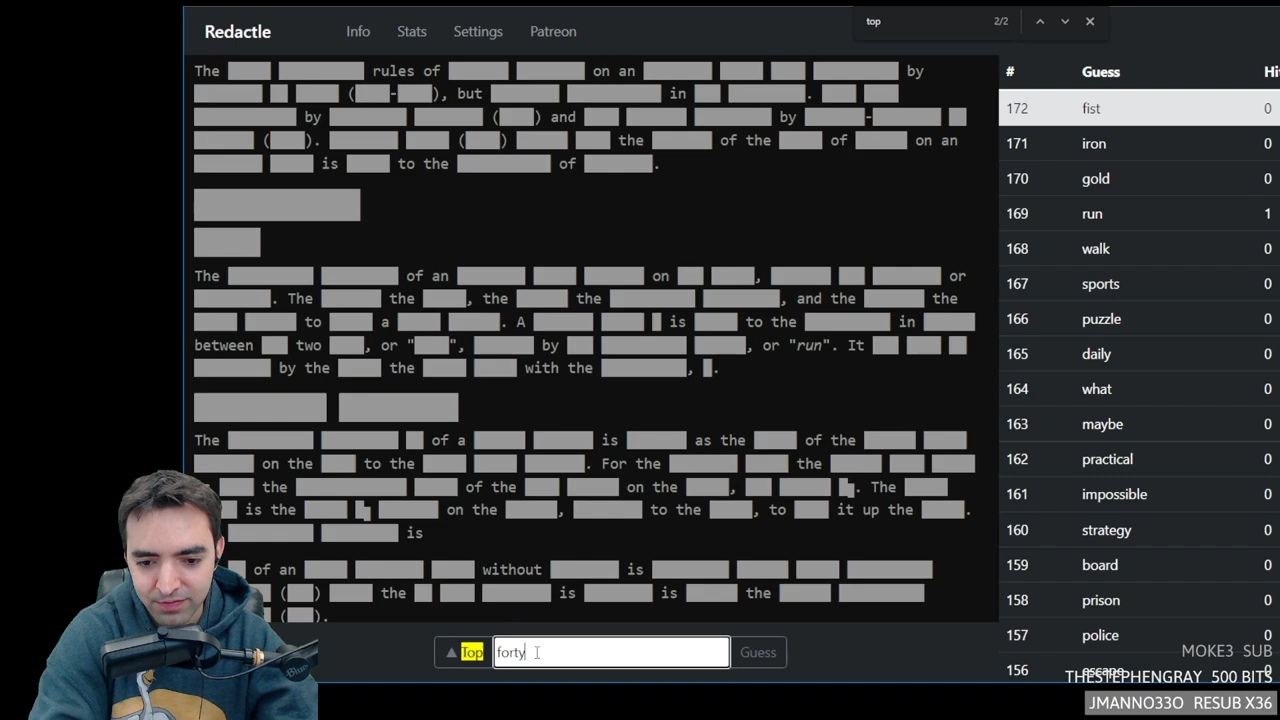 Redactle Info Stats Settings Patreon
top 2/2
The rules of on an by
(-), but in .
by () and by -
(). () the of the of on an
is to the of .
The of an on , or
. The the , the the , and the the
to a . A is to the in
between two , or "", by , or "run". It
by the the with the , .
The of a is as the of the
on the to the . For the the
the of the on the , . The
is the on the , to the , to it up the .
is
of an without is
() the is is the
().
# Guess Hi
172 fist 0
171 iron 0
170 gold 0
169 run 1
168 walk 0
167 sports 0
166 puzzle 0
165 daily 0
164 what 0
163 maybe 0
162 practical 0
161 impossible 0
160 strategy 0
159 board 0
158 prison 0
157 police 0
156 escape 0
▲ Top forty Guess
MOKE3 SUB
THESTEPHENGRAY 500 BITS
JMANNO33O RESUB X36
Blue